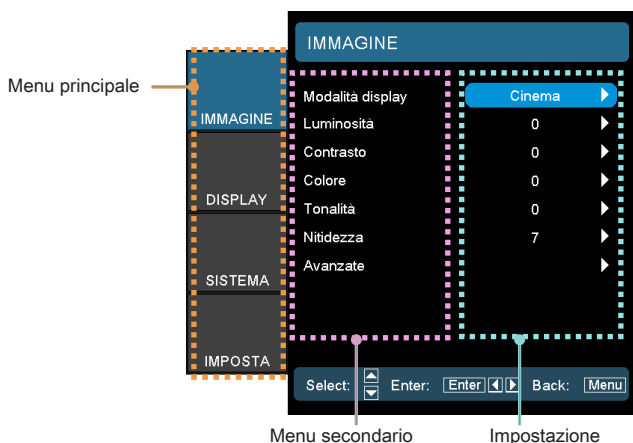 IMMAGINE
Menu principale
IMMAGINE
DISPLAY
SISTEMA
IMPOSTA
Modalità display Cinema
Luminosità 0
Contrasto 0
Colore 0
Tonalità 0
Nitidezza 7
Avanzate
Select: Enter: Enter Back: Menu
Menu secondario Impostazione